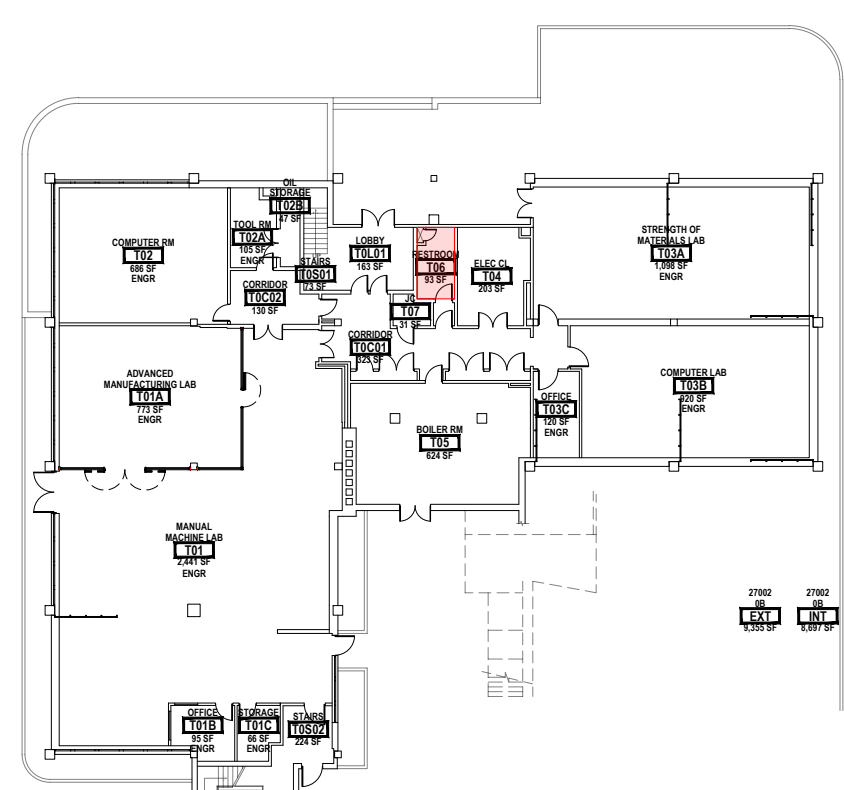 OIL
STORAGE
T02B
47 SF
TOOL RM
T02A
105 SF
ENGR
COMPUTER RM
T02
686 SF
ENGR
LOBBY
T0L01
163 SF
STAIRS
T0S01
73 SF
CORRIDOR
T0C02
130 SF
RESTROOM
T06
93 SF
ELEC CL
T04
203 SF
STRENGTH OF
MATERIALS LAB
T03A
1,098 SF
ENGR
JC
T07
31 SF
CORRIDOR
T0C01
323 SF
ADVANCED
MANUFACTURING LAB
T01A
773 SF
ENGR
COMPUTER LAB
T03B
920 SF
ENGR
OFFICE
T03C
120 SF
ENGR
BOILER RM
T05
624 SF
MANUAL
MACHINE LAB
T01
2,441 SF
ENGR
27002
0B
EXT
9,355 SF
27002
0B
INT
8,697 SF
OFFICE
T01B
95 SF
ENGR
STORAGE
T01C
66 SF
ENGR
STAIRS
T0S02
224 SF